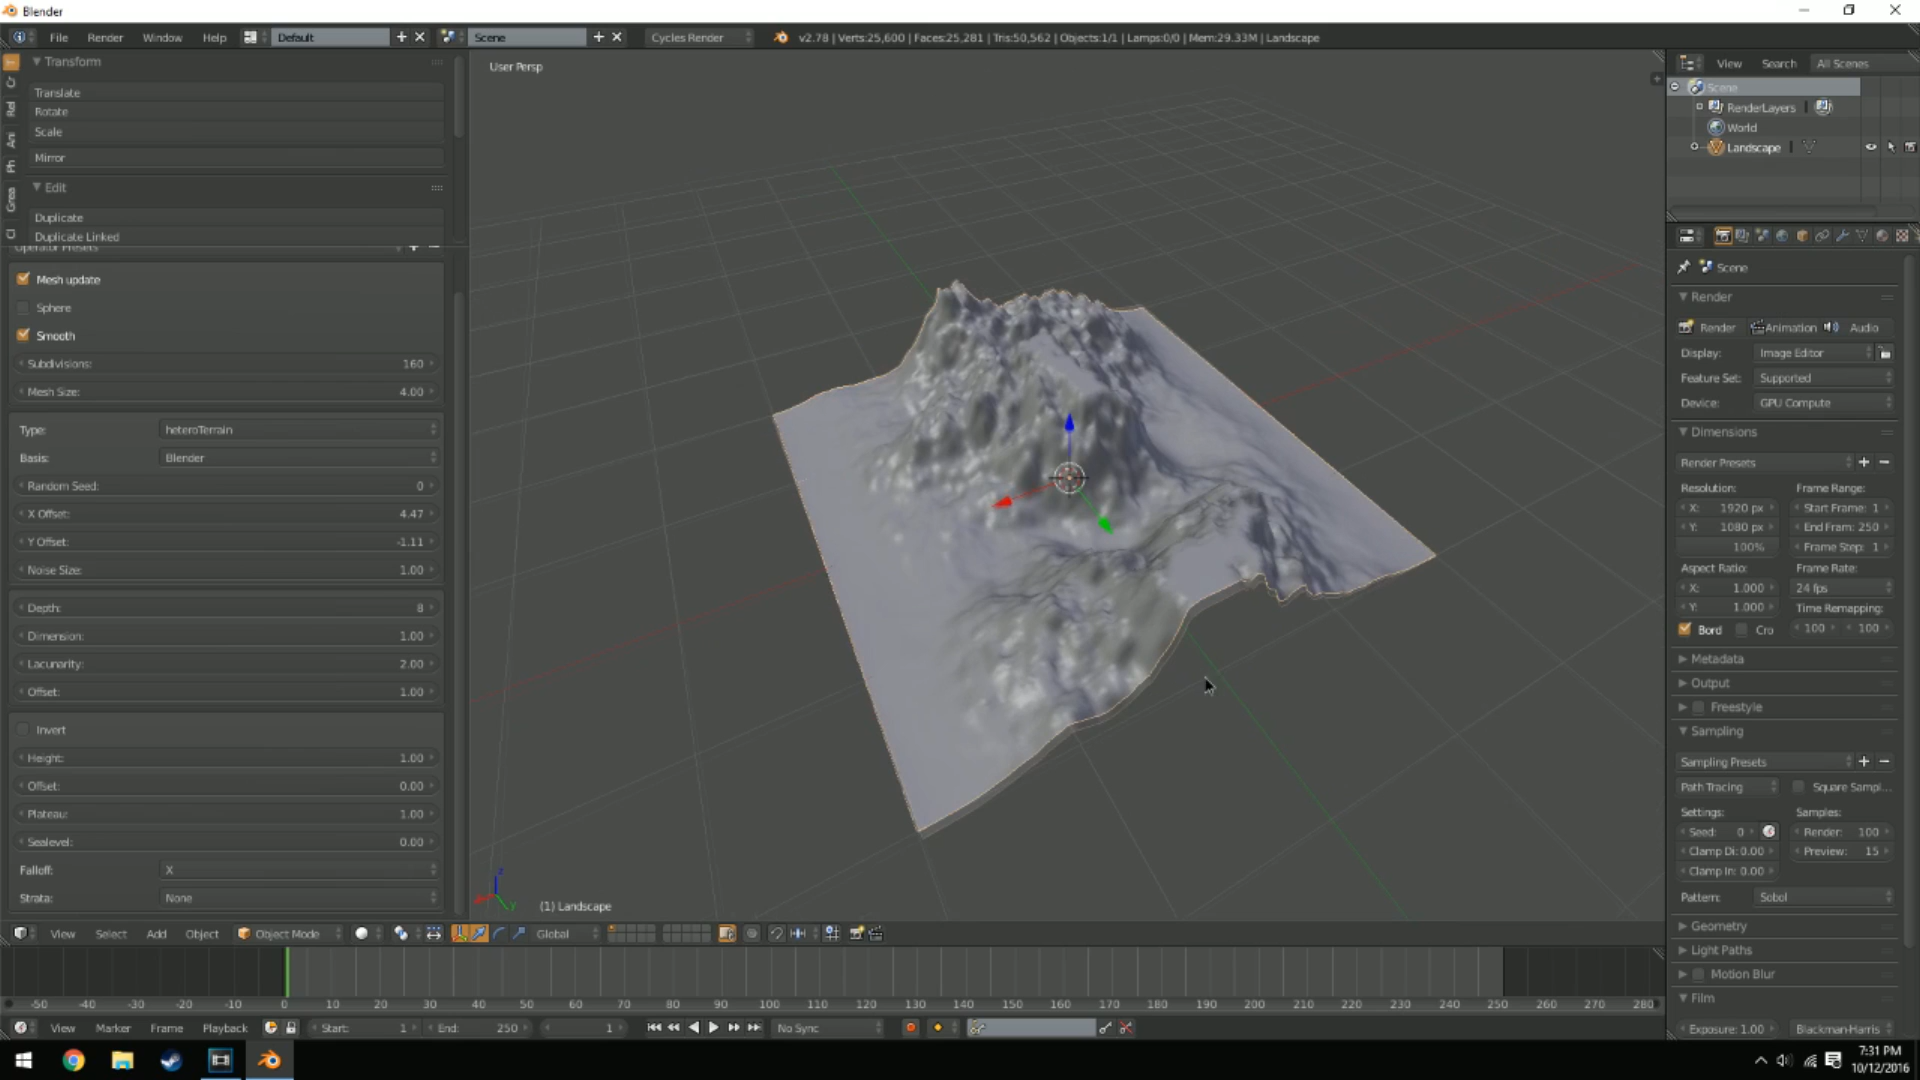 Blender
File Render Window Help Default Scene Cycles Render v2.78 | Verts:25,600 | Faces:25,281 | Tris:50,562 | Objects:1/1 | Lamps:0/0 | Mem:29.33M | Landscape
Transform
Translate
Rotate
Scale
Mirror
Edit
Duplicate
Duplicate Linked
Operator Presets
Mesh update
Sphere
Smooth
Subdivisions: 160
Mesh Size: 4.00
Type: heteroTerrain
Basis: Blender
Random Seed: 0
X Offset: 4.47
Y Offset: -1.11
Noise Size: 1.00
Depth: 8
Dimension: 1.00
Lacunarity: 2.00
Offset: 1.00
Invert
Height: 1.00
Offset: 0.00
Plateau: 1.00
Sealevel: 0.00
Falloff: X
Strata: None
Cr
Rel
Ani
Ph
Grea
User Persp
z
y
(1) Landscape
View Search All Scenes
Scene
RenderLayers
World
Landscape
Scene
Render
Render Animation Audio
Display: Image Editor
Feature Set: Supported
Device: GPU Compute
Dimensions
Render Presets
Resolution: Frame Range:
X: 1920 px Start Frame: 1
Y: 1080 px End Fram: 250
100% Frame Step: 1
Aspect Ratio: Frame Rate:
X: 1.000 24 fps
Y: 1.000 Time Remapping:
Bord Cro 100 100
Metadata
Output
Freestyle
Sampling
Sampling Presets
Path Tracing Square Sampl...
Settings: Samples:
Seed: 0 Render: 100
Clamp Di: 0.00 Preview: 15
Clamp In: 0.00
Pattern: Sobol
Geometry
Light Paths
Motion Blur
Film
Exposure: 1.00 Blackman-Harris
View Select Add Object Object Mode Global
-50 -40 -30 -20 -10 0 10 20 30 40 50 60 70 80 90 100 110 120 130 140 150 160 170 180 190 200 210 220 230 240 250 260 270 280
View Marker Frame Playback Start: 1 End: 250 1 No Sync
7:31 PM
10/12/2016